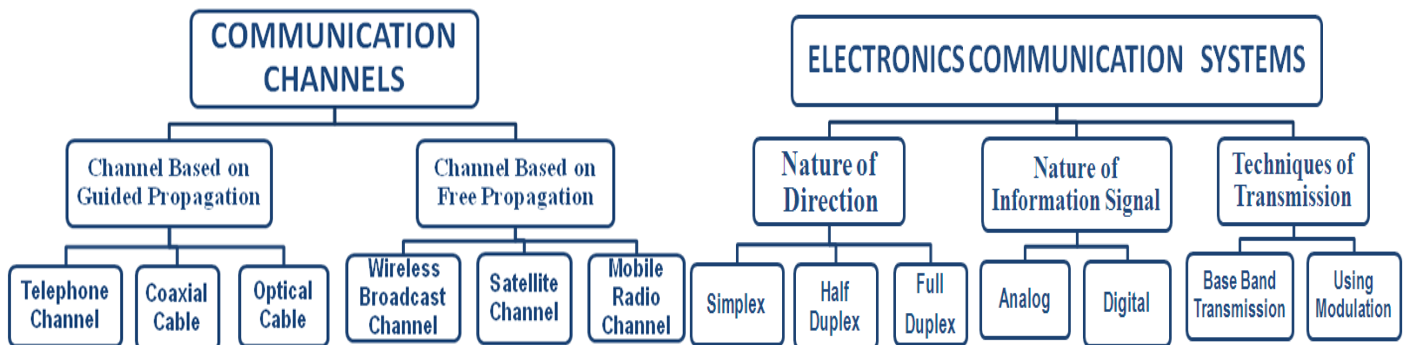 COMMUNICATION
CHANNELS
Channel Based on
Guided Propagation
Channel Based on
Free Propagation
Telephone
Channel
Coaxial
Cable
Optical
Cable
Wireless
Broadcast
Channel
Satellite
Channel
Mobile
Radio
Channel
ELECTRONICS COMMUNICATION SYSTEMS
Nature of
Direction
Nature of
Information Signal
Techniques of
Transmission
Simplex
Half
Duplex
Full
Duplex
Analog
Digital
Base Band
Transmission
Using
Modulation